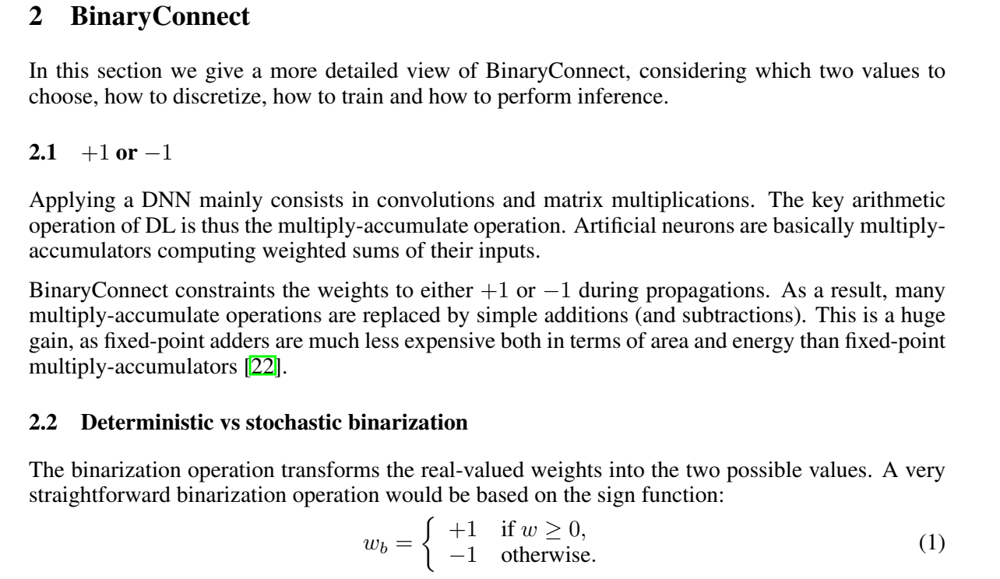 2 BinaryConnect
In this section we give a more detailed view of BinaryConnect, considering which two values to
choose, how to discretize, how to train and how to perform inference.
2.1 +1 or −1
Applying a DNN mainly consists in convolutions and matrix multiplications. The key arithmetic
operation of DL is thus the multiply-accumulate operation. Artificial neurons are basically multiply-
accumulators computing weighted sums of their inputs.
BinaryConnect constraints the weights to either +1 or −1 during propagations. As a result, many
multiply-accumulate operations are replaced by simple additions (and subtractions). This is a huge
gain, as fixed-point adders are much less expensive both in terms of area and energy than fixed-point
multiply-accumulators [22].
2.2 Deterministic vs stochastic binarization
The binarization operation transforms the real-valued weights into the two possible values. A very
straightforward binarization operation would be based on the sign function:
w_b = { +1 if w ≥ 0,
−1 otherwise. (1)